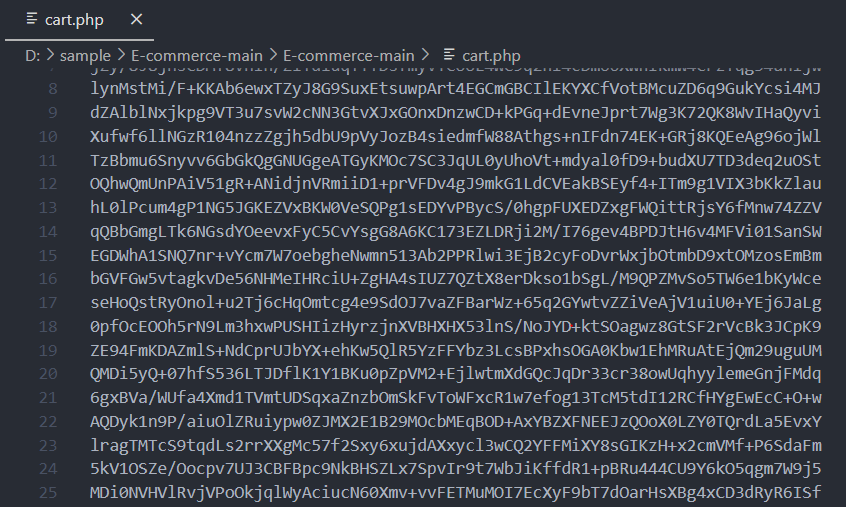 cart.php
D: > sample > E-commerce-main > E-commerce-main > cart.php
8 lynMstMi/F+KKAb6ewxTZyJ8G9SuxEtsuwpArt4EGCmGBCIlEKYXCfVotBMcuZD6q9GukYcsi4MJ
9 dZAlblNxjkpg9VT3u7svW2cNN3GtvXJxGOnxDnzwCD+kPGq+dEvneJprt7Wg3K72QK8WvIHaQyvi
10 Xufwf6llNGzR104nzzZgjh5dbU9pVyJozB4siedmfW88Athgs+nIFdn74EK+GRj8KQEeAg96ojWl
11 TzBbmu6Snyvv6GbGkQgGNUGgeATGyKMOc7SC3JqUL0yUhoVt+mdyal0fD9+budXU7TD3deq2uOSt
12 OQhwQmUnPAiV51gR+ANidjnVRmiiD1+prVFDv4gJ9mkG1LdCVEakBSEyf4+ITm9g1VIX3bKkZlau
13 hL0lPcum4gP1NG5JGKEZVxBKW0VeSQPg1sEDYvPBycS/0hgpFUXEDZxgFWQittRjsY6fMnw74ZZV
14 qQBbGmgLTk6NGsdYOeevxFyC5CvYsgG8A6KC173EZLDRji2M/I76gev4BPDJtH6v4MFVi01SanSW
15 EGDWhA1SNQ7nr+vYcm7W7oebgheNwmn513Ab2PPRlwi3EjB2cyFoDvrWxjbOtmbD9xtOMzosEmBm
16 bGVFGw5vtagkvDe56NHMeIHRciU+ZgHA4sIUZ7QZtX8erDkso1bSgL/M9QPZMvSo5TW6e1bKyWce
17 seHoQstRyOnol+u2Tj6cHqOmtcg4e9SdOJ7vaZFBarWz+65q2GYwtvZZiVeAjV1uiU0+YEj6JaLg
18 0pfOcEOOh5rN9Lm3hxwPUSHIizHyrzjnXVBHXHX53lnS/NoJYD+ktSOagwz8GtSF2rVcBk3JCpK9
19 ZE94FmKDAZmlS+NdCprUJbYX+ehKw5QlR5YzFFYbz3LcsBPxhsOGA0Kbw1EhMRuAtEjQm29uguUM
20 QMDi5yQ+07hfS536LTJDflK1Y1BKu0pZpVM2+EjlwtmXdGQcJqDr33cr38owUqhyylemeGnjFMdq
21 6gxBVa/WUfa4Xmd1TVmtUDSqxaZnzbOmSkFvToWFxcR1w7efog13TcM5tdI12RCfHYgEwEcC+O+w
22 AQDyk1n9P/aiuOlZRuiypw0ZJMX2E1B29MOcbMEqBOD+AxYBZXFNEEJzQOoX0LZY0TQrdLa5EvxY
23 lragTMTcS9tqdLs2rrXXgMc57f2Sxy6xujdAXxycl3wCQ2YFFMiXY8sGIKzH+x2cmVMf+P6SdaFm
24 5kV1OSZe/Oocpv7UJ3CBFBpc9NkBHSZLx7SpvIr9t7WbJiKffdR1+pBRu444CU9Y6kO5qgm7W9j5
25 MDi0NVHVlRvjVPoOkjqlWyAciucN60Xmv+vvFETMuMOI7EcXyF9bT7dOarHsXBg4xCD3dRyR6ISf